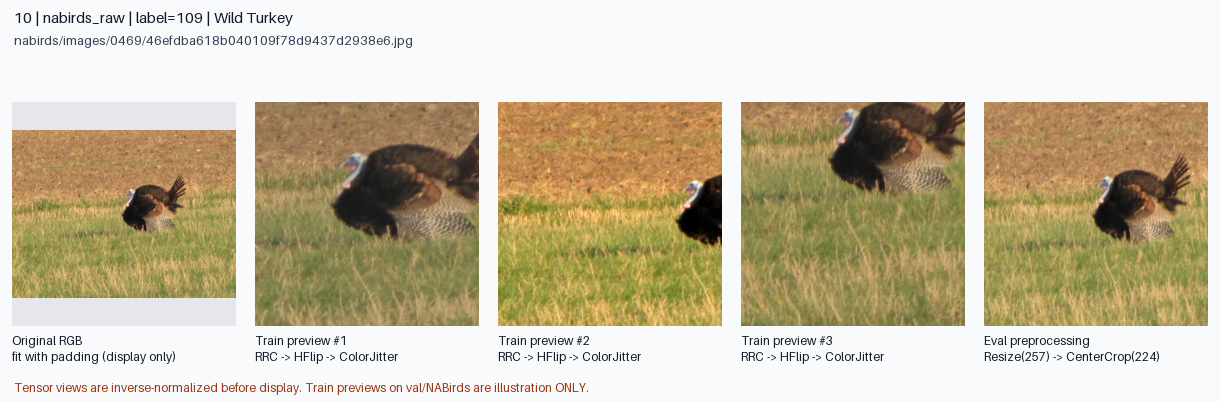 10 | nabirds_raw | label=109 | Wild Turkey
nabirds/images/0469/46efdba618b040109f78d9437d2938e6.jpg
Original RGB
fit with padding (display only)
Train preview #1
RRC -> HFlip -> ColorJitter
Train preview #2
RRC -> HFlip -> ColorJitter
Train preview #3
RRC -> HFlip -> ColorJitter
Eval preprocessing
Resize(257) -> CenterCrop(224)
Tensor views are inverse-normalized before display. Train previews on val/NABirds are illustration ONLY.